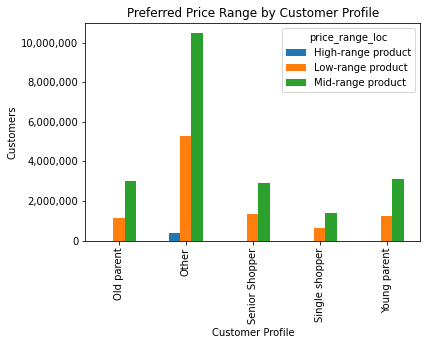 Preferred Price Range by Customer Profile
price_range_loc
High-range product
Low-range product
Mid-range product
Customers
10,000,000
8,000,000
6,000,000
4,000,000
2,000,000
0
Old parent
Other
Senior Shopper
Single shopper
Young parent
Customer Profile